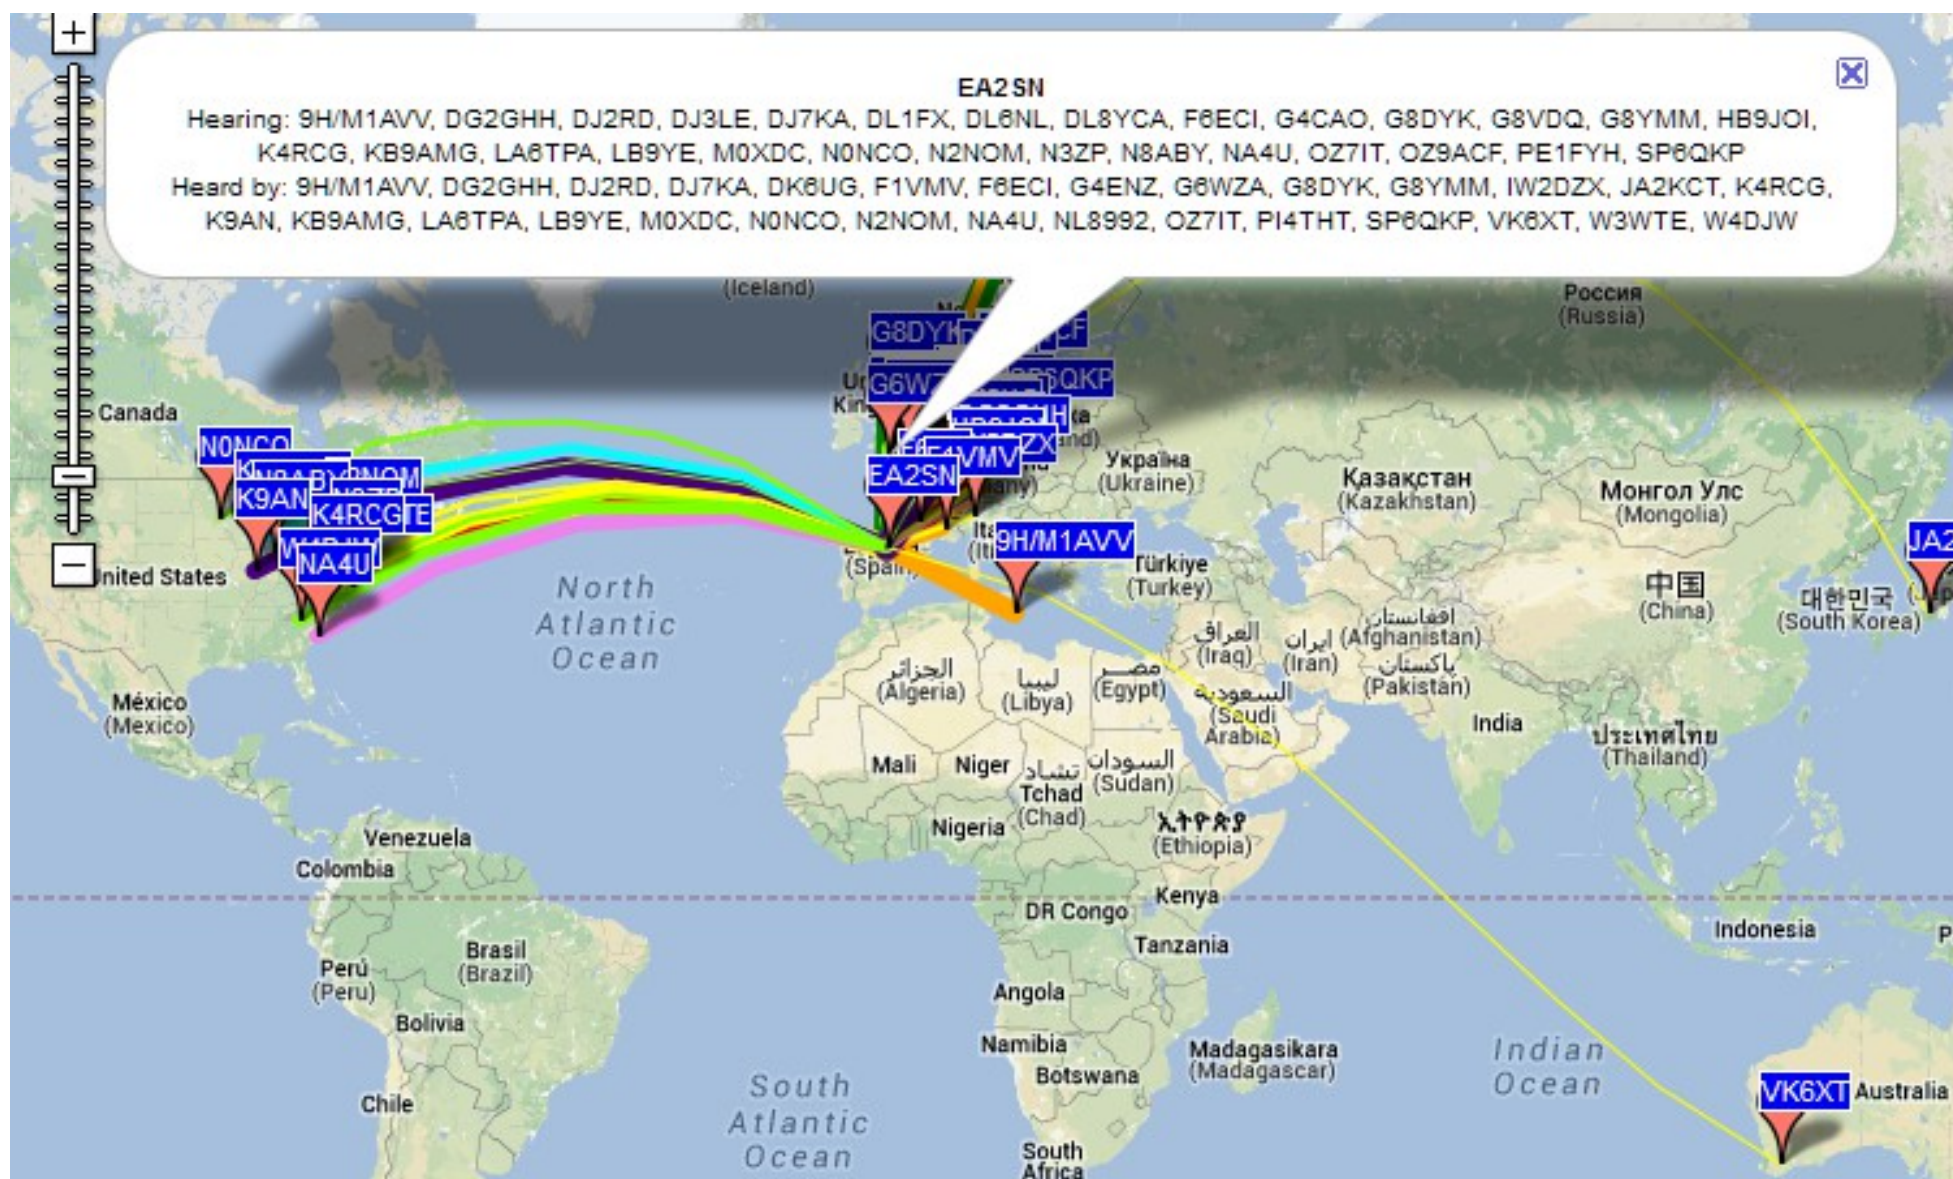 +
EA2SN
Hearing: 9H/M1AVV, DG2GHH, DJ2RD, DJ3LE, DJ7KA, DL1FX, DL6NL, DL8YCA, F6ECI, G4CAO, G8DYK, G8VDQ, G8YMM, HB9JOI,
K4RCG, KB9AMG, LA6TPA, LB9YE, M0XDC, N0NCO, N2NOM, N3ZP, N8ABY, NA4U, OZ7IT, OZ9ACF, PE1FYH, SP6QKP
Heard by: 9H/M1AVV, DG2GHH, DJ2RD, DJ7KA, DK6UG, F1VMV, F6ECI, G4ENZ, G6WZA, G8DYK, G8YMM, IW2DZX, JA2KCT, K4RCG,
K9AN, KB9AMG, LA6TPA, LB9YE, M0XDC, N0NCO, N2NOM, NA4U, NL8992, OZ7IT, PI4THT, SP6QKP, VK6XT, W3WTE, W4DJW
(Iceland)
Россия
(Russia)
G8DYK
Canada
N0NCO
K9AN
K4RCG
NA4U
United States
EA2SN
F1VMV
9H/M1AVV
(Spain)
Україна
(Ukraine)
Türkiye
(Turkey)
Қазақстан
(Kazakhstan)
Монгол Улс
(Mongolia)
中国
(China)
대한민국
(South Korea)
JA2
North
Atlantic
Ocean
México
(Mexico)
الجزائر
(Algeria)
ليبيا
(Libya)
مصر
(Egypt)
العراق
(Iraq)
ایران
(Iran)
افغانستان
(Afghanistan)
پاکستان
(Pakistan)
السعودية
(Saudi
Arabia)
India
ประเทศไทย
(Thailand)
Mali
Niger
تشاد
Tchad
(Chad)
السودان
(Sudan)
Nigeria
ኢትዮጵያ
(Ethiopia)
Venezuela
Colombia
Kenya
DR Congo
Tanzania
Indonesia
Brasil
(Brazil)
Perú
(Peru)
Bolivia
Angola
Namibia
Botswana
Madagasikara
(Madagascar)
Indian
Ocean
Chile
South
Atlantic
Ocean
South
Africa
VK6XT
Australia